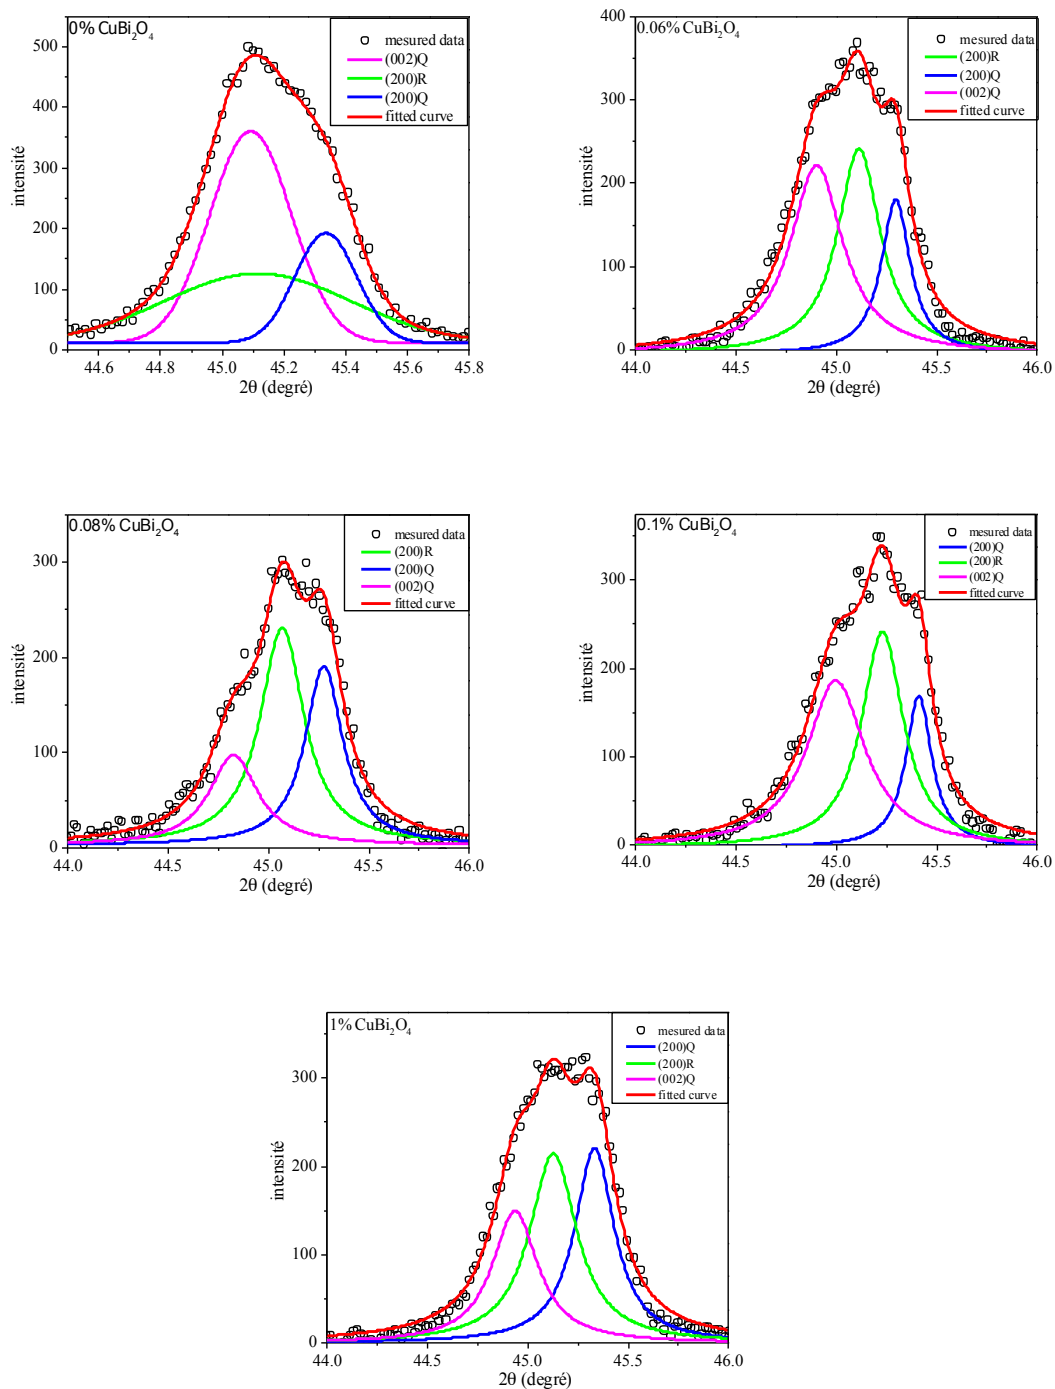 0% CuBi2O4
mesured data
(002)Q
(200)R
(200)Q
fitted curve
500
400
300
200
100
0
intensité
44.6 44.8 45.0 45.2 45.4 45.6 45.8
2θ (degré)
0.06% CuBi2O4
mesured data
(200)R
(200)Q
(002)Q
fitted curve
400
300
200
100
0
intensité
44.0 44.5 45.0 45.5 46.0
2θ (degré)
0.08% CuBi2O4
mesured data
(200)R
(200)Q
(002)Q
fitted curve
300
200
100
0
intensité
44.0 44.5 45.0 45.5 46.0
2θ (degré)
0.1% CuBi2O4
mesured data
(200)Q
(200)R
(002)Q
fitted curve
300
200
100
0
intensité
44.0 44.5 45.0 45.5 46.0
2θ (degré)
1% CuBi2O4
mesured data
(200)Q
(200)R
(002)Q
fitted curve
300
200
100
0
intensité
44.0 44.5 45.0 45.5 46.0
2θ (degré)